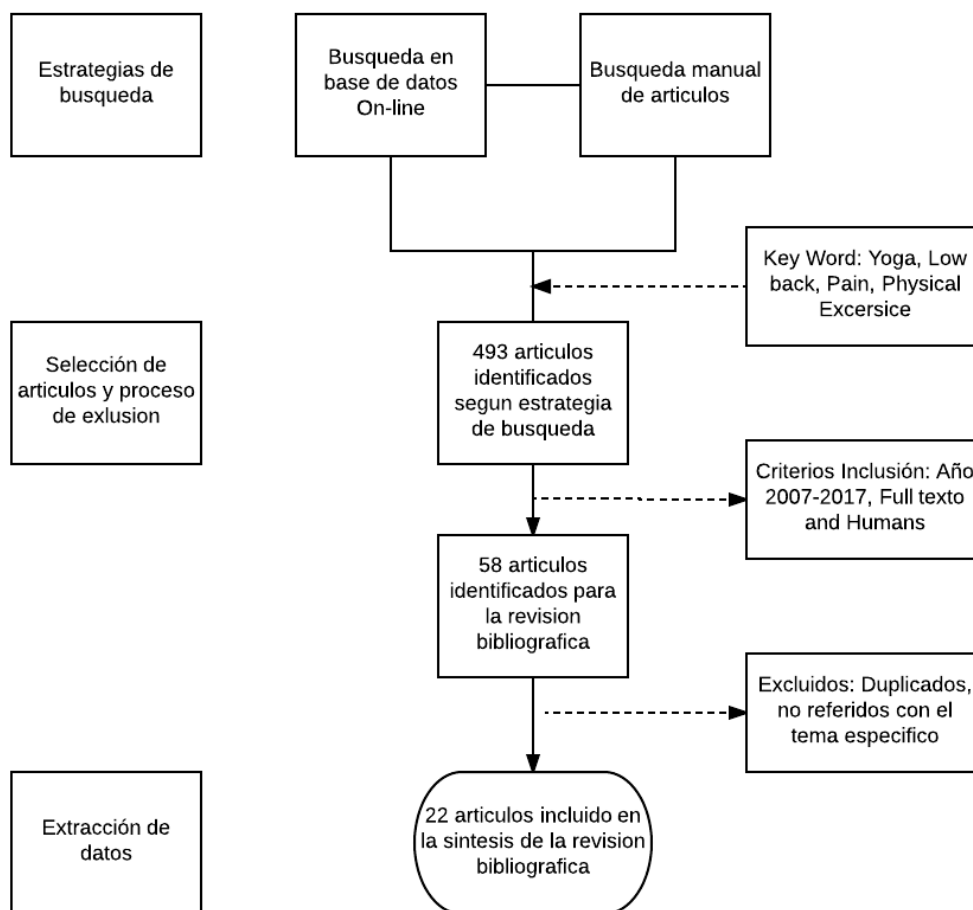 Estrategias de
busqueda
Busqueda en
base de datos
On-line
Busqueda manual
de articulos
Key Word: Yoga, Low
back, Pain, Physical
Excersice
Selección de
articulos y proceso
de exlusion
493 articulos
identificados
segun estrategia
de busqueda
Criterios Inclusión: Año
2007-2017, Full texto
and Humans
58 articulos
identificados para
la revision
bibliografica
Excluidos: Duplicados,
no referidos con el
tema especifico
Extracción de
datos
22 articulos incluido en
la sintesis de la revision
bibliografica